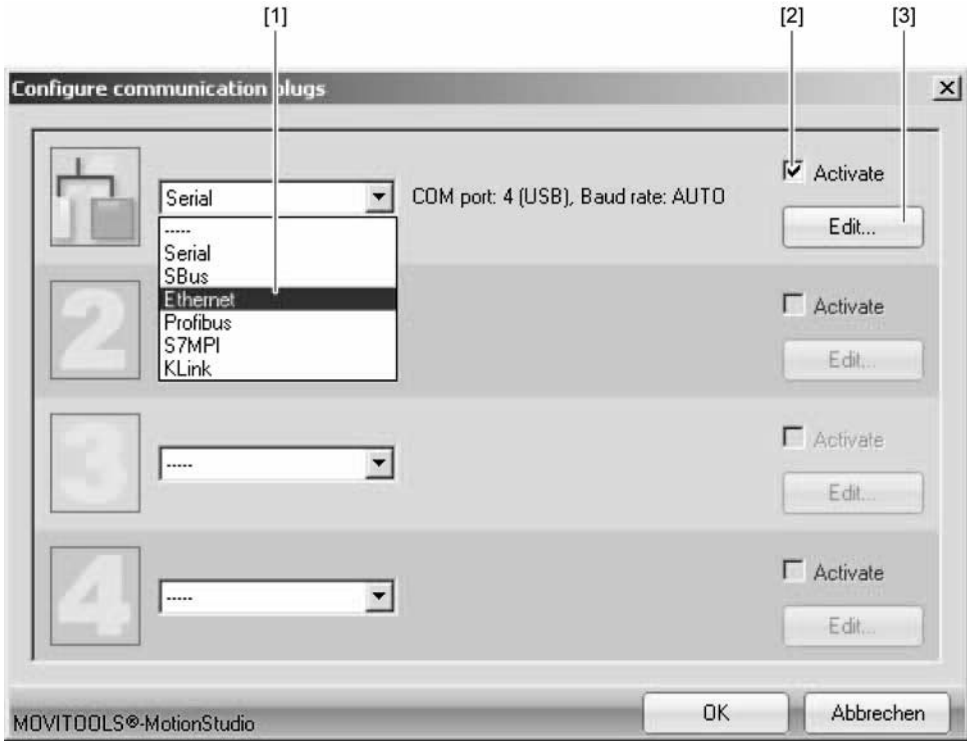 [1] [2] [3]
Configure communication plugs
Serial
COM port: 4 (USB), Baud rate: AUTO
Activate
Edit...
-----
Serial
SBus
Ethernet
Profibus
S7MPI
KLink
2
Activate
Edit...
3
-----
Activate
Edit...
4
-----
Activate
Edit...
MOVITOOLS®-MotionStudio
OK
Abbrechen